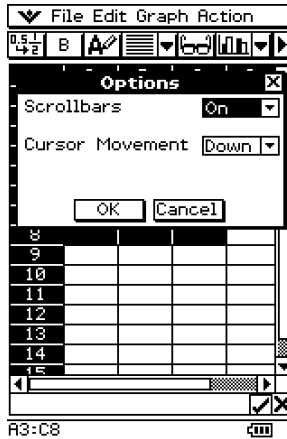 File Edit Graph Action
0.5 1/2 B A
Options X
Scrollbars On
Cursor Movement Down
OK Cancel
8
9
10
11
12
13
14
15
A3:C8